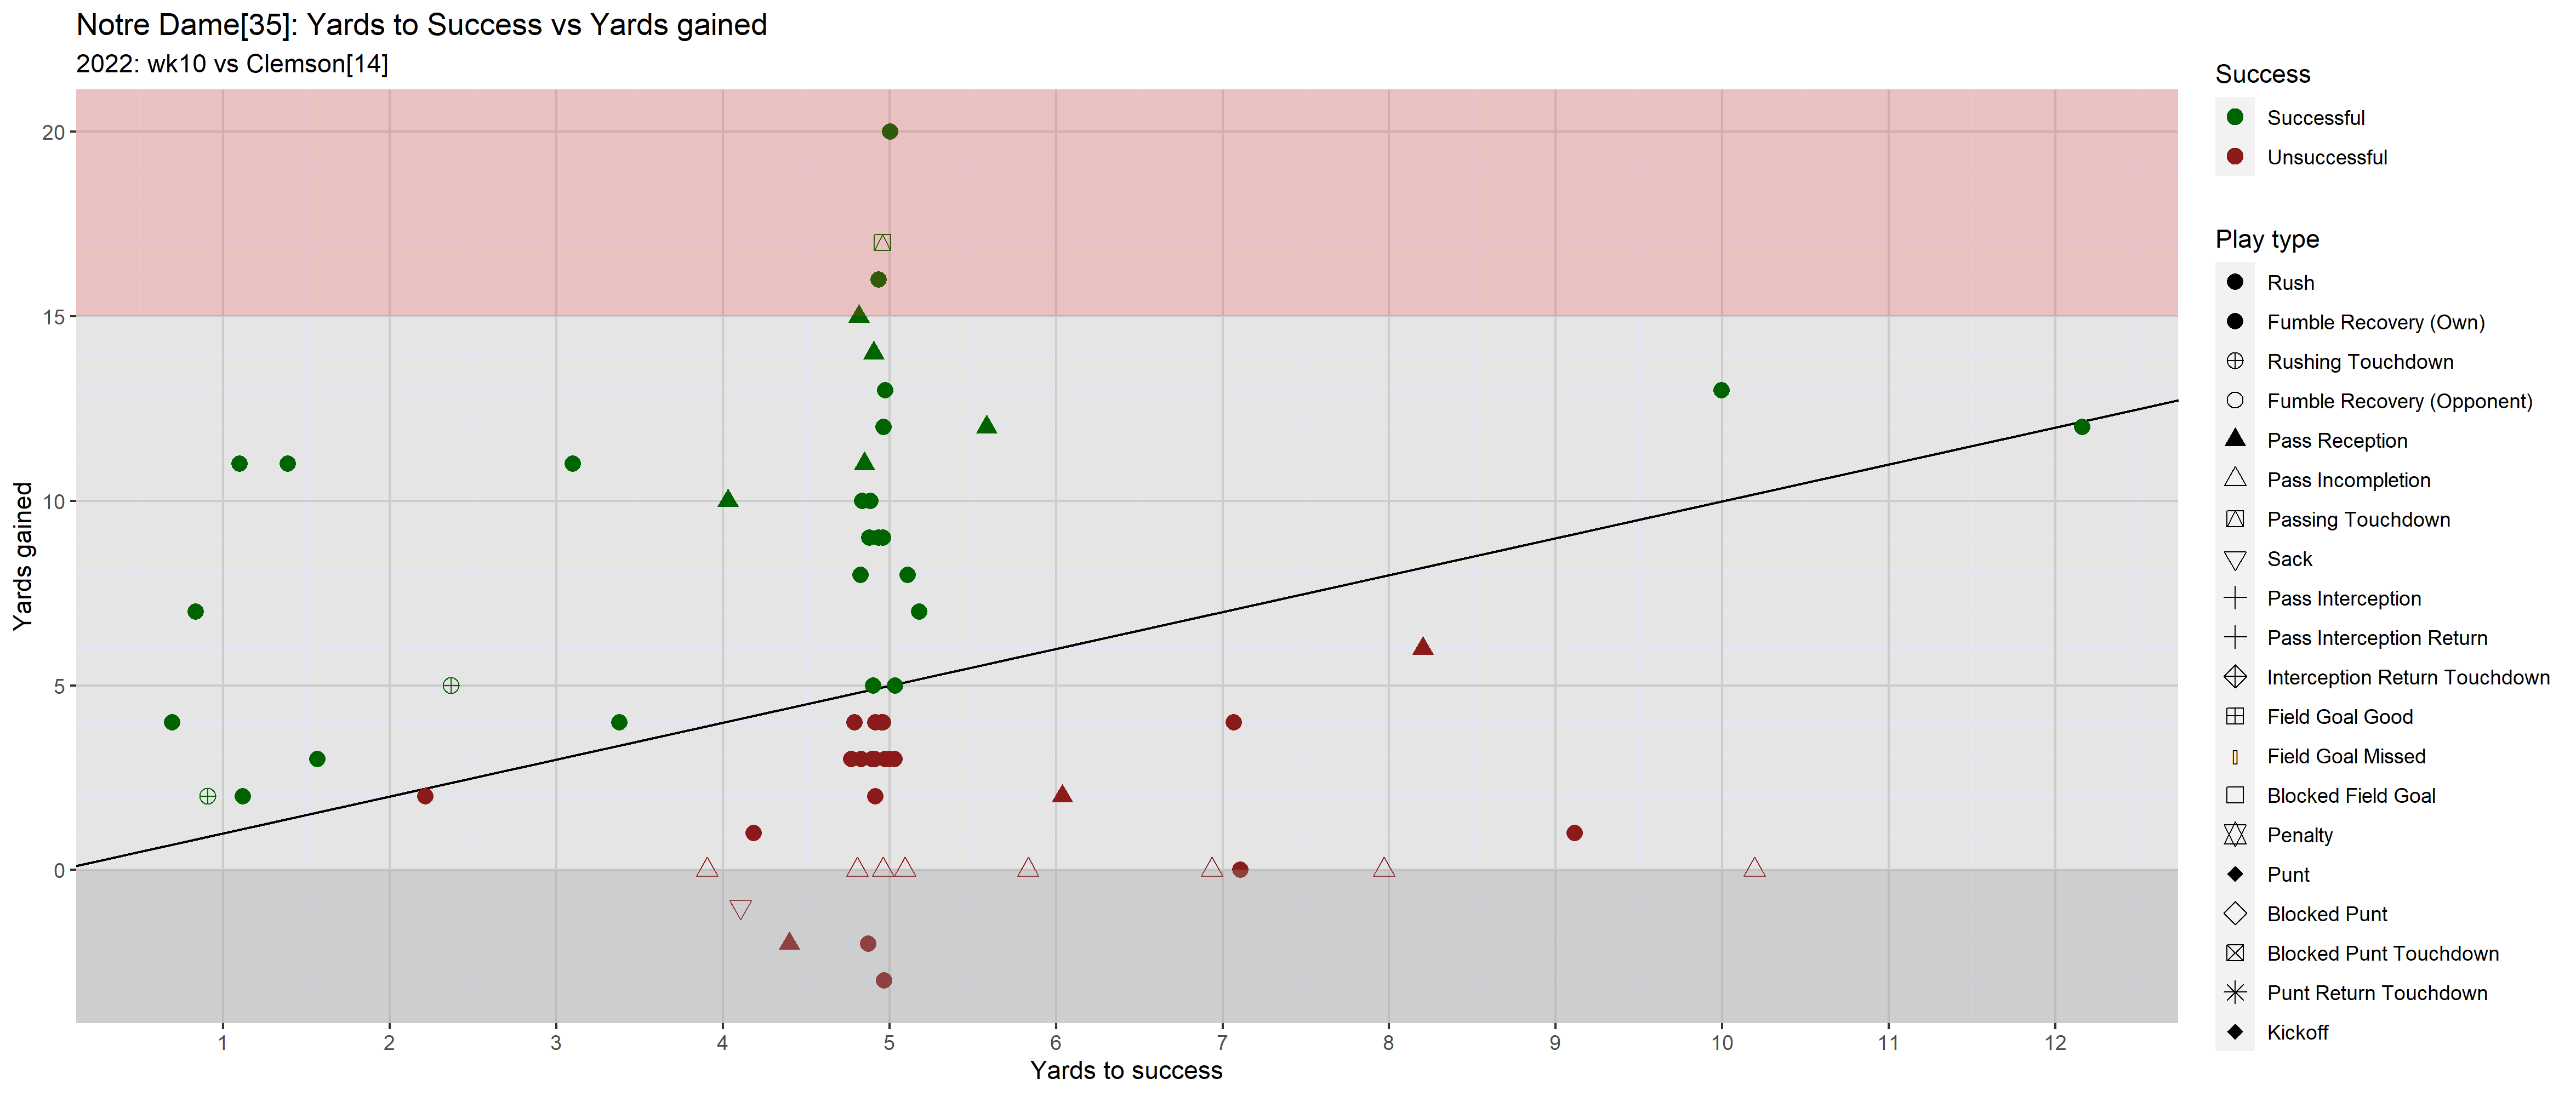 Notre Dame[35]: Yards to Success vs Yards gained
2022: wk10 vs Clemson[14]
Yards gained
20
15
10
5
0
1 2 3 4 5 6 7 8 9 10 11 12
Yards to success
Success
Successful
Unsuccessful
Play type
Rush
Fumble Recovery (Own)
Rushing Touchdown
Fumble Recovery (Opponent)
Pass Reception
Pass Incompletion
Passing Touchdown
Sack
Pass Interception
Pass Interception Return
Interception Return Touchdown
Field Goal Good
Field Goal Missed
Blocked Field Goal
Penalty
Punt
Blocked Punt
Blocked Punt Touchdown
Punt Return Touchdown
Kickoff